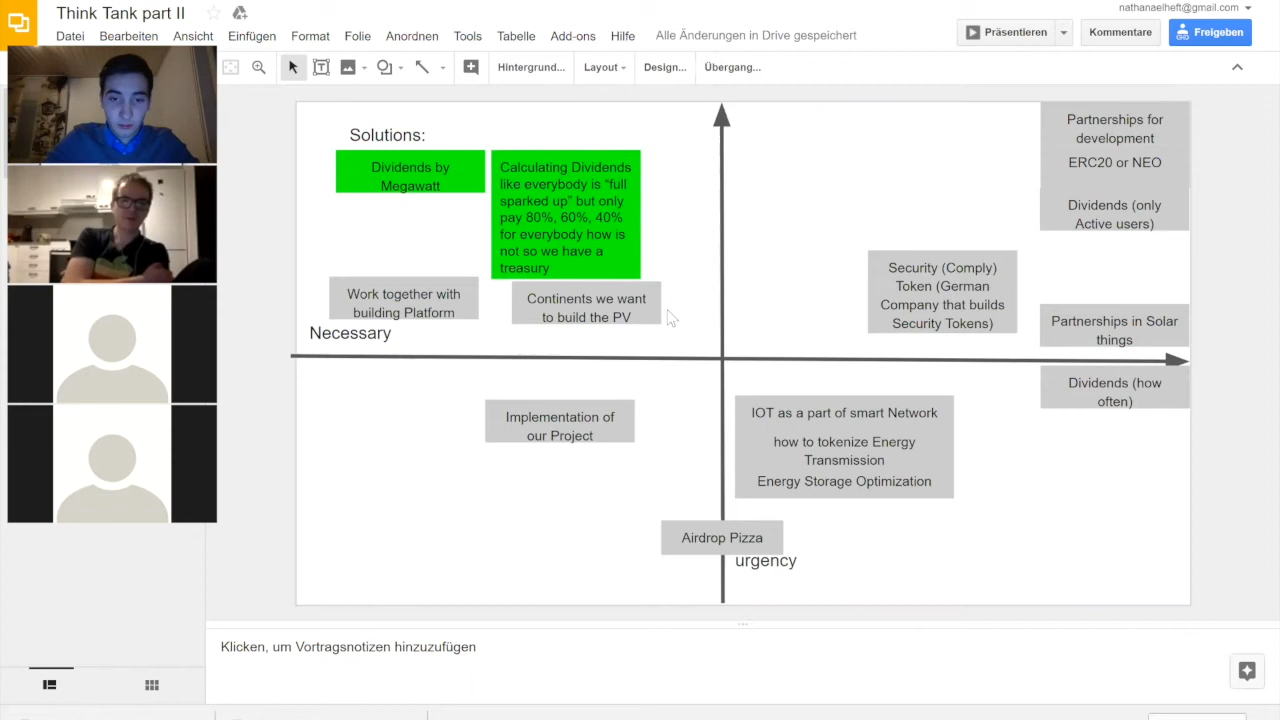 Think Tank part II
nathanaelheft@gmail.com
Datei Bearbeiten Ansicht Einfügen Format Folie Anordnen Tools Tabelle Add-ons Hilfe Alle Änderungen in Drive gespeichert
Präsentieren Kommentare Freigeben
Hintergrund... Layout Design... Übergang...
Solutions:
Dividends by
Megawatt
Calculating Dividends
like everybody is “full
sparked up” but only
pay 80%, 60%, 40%
for everybody how is
not so we have a
treasury
Partnerships for
development
ERC20 or NEO
Dividends (only
Active users)
Work together with
building Platform
Continents we want
to build the PV
Security (Comply)
Token (German
Company that builds
Security Tokens)
Partnerships in Solar
things
Necessary
Dividends (how
often)
Implementation of
our Project
IOT as a part of smart Network
how to tokenize Energy
Transmission
Energy Storage Optimization
Airdrop Pizza
urgency
Klicken, um Vortragsnotizen hinzuzufügen